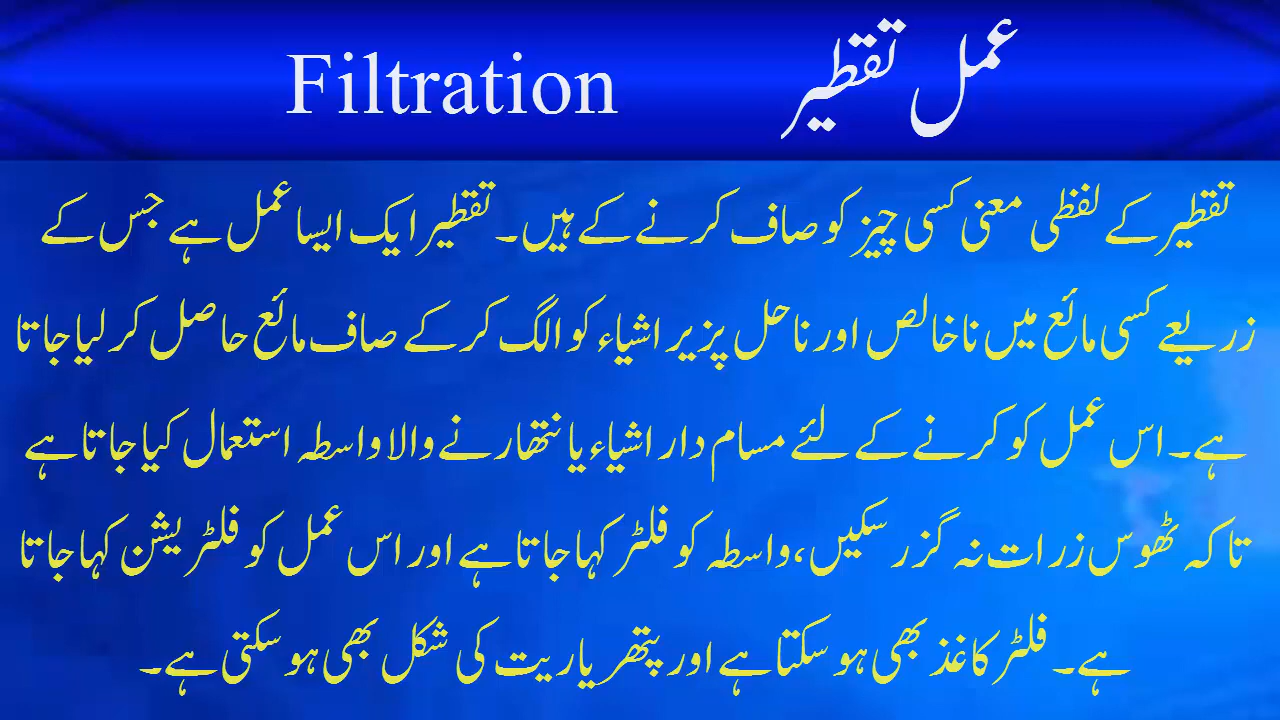 عمل تقطیر Filtration
تقطیر کے لفظی معنی کسی چیز کو صاف کرنے کے ہیں۔ تقطیر ایک ایسا عمل ہے جس کے
زریعے کسی مائع میں ناخالص اور ناحل پزیر اشیاء کو الگ کر کے صاف مائع حاصل کر لیا جاتا
ہے۔ اس عمل کو کرنے کے لئے مسام دار اشیاء یا نتھارنے والا واسطہ استعمال کیا جاتا ہے
تا کہ ٹھوس زرات نہ گزر سکیں، واسطہ کو فلٹر کہا جاتا ہے اور اس عمل کو فلٹریشن کہا جاتا
ہے۔ فلٹر کاغذ بھی ہو سکتا ہے اور پتھر یا ریت کی شکل بھی ہو سکتی ہے۔